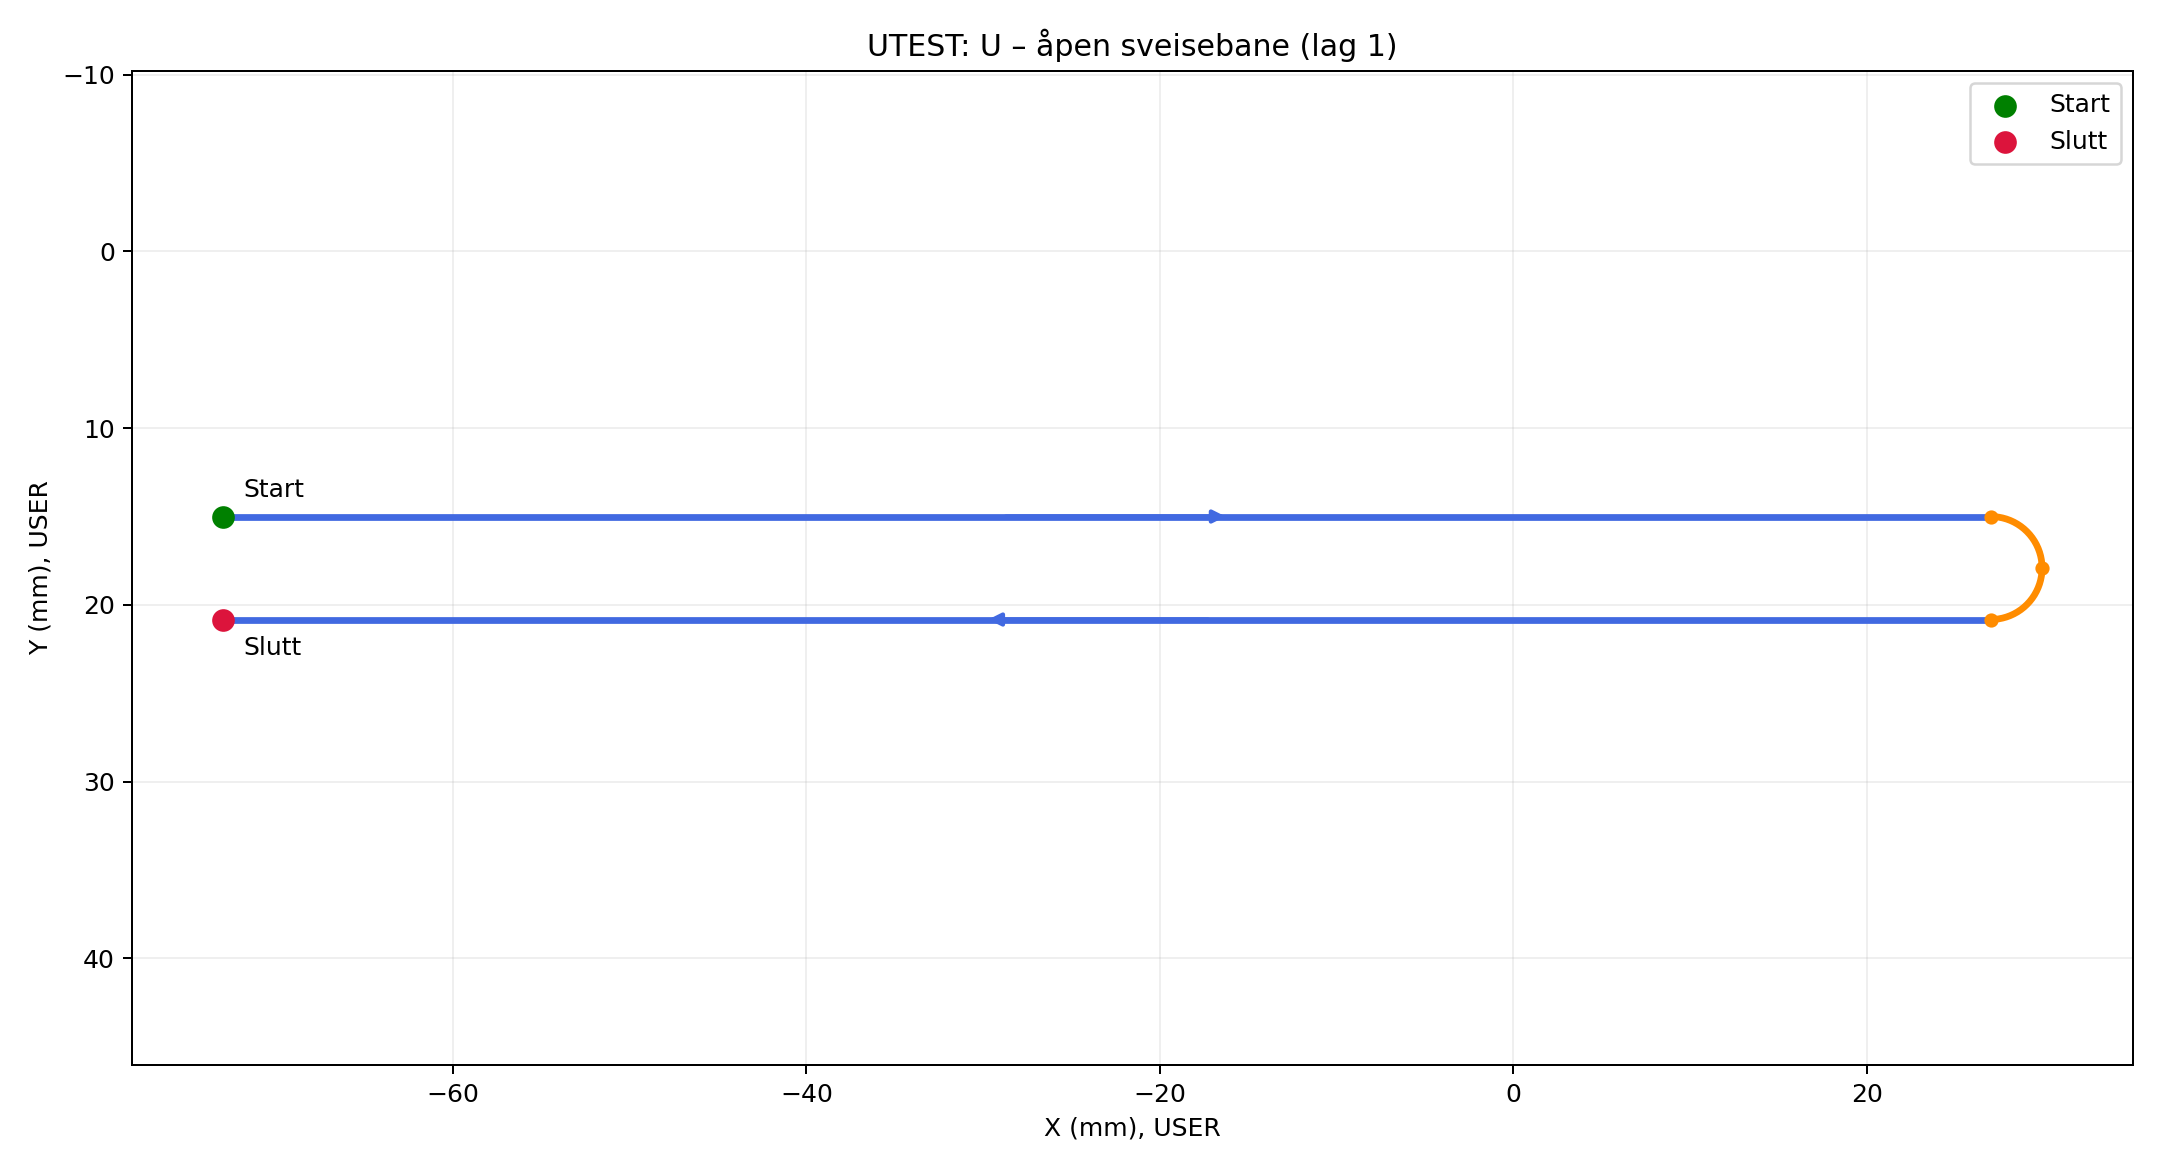 UTEST: U – åpen sveisebane (lag 1)
Start
Slutt
−10
0
10
20
30
40
Y (mm), USER
Start
Slutt
−60
−40
−20
0
20
X (mm), USER